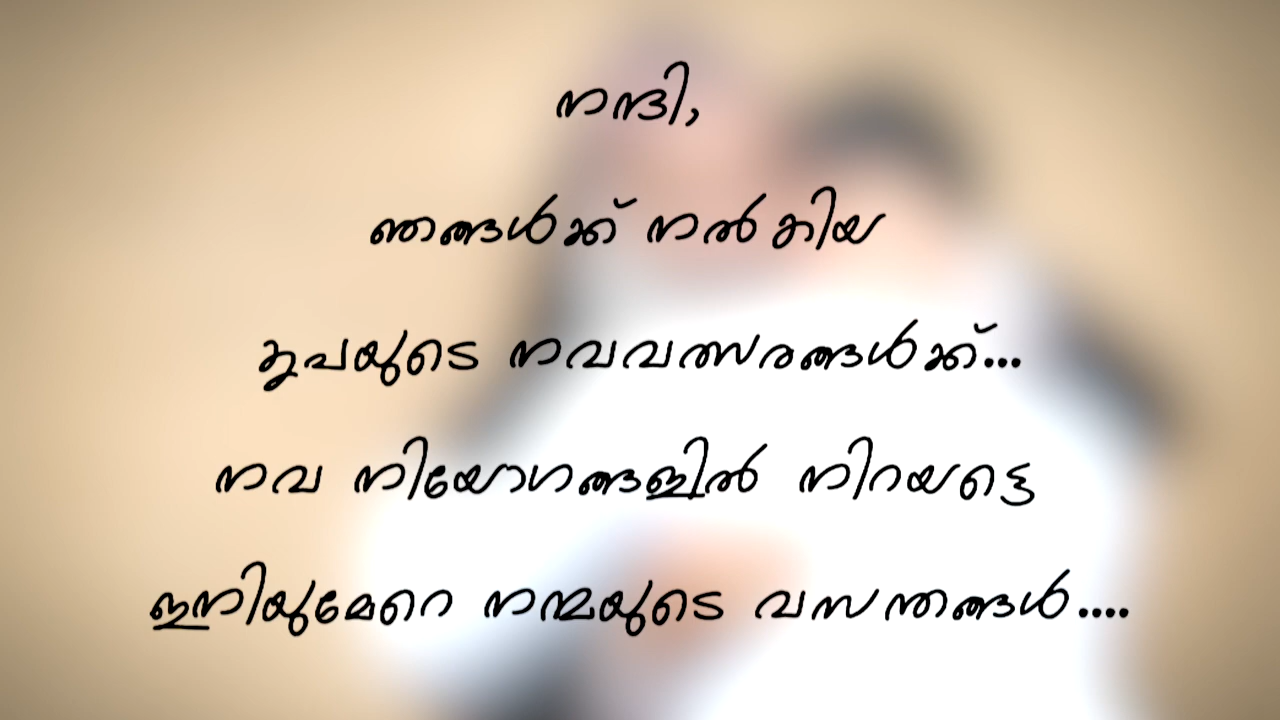 നന്ദി,
ഞങ്ങൾക്ക് നൽകിയ
കൃപയുടെ നവവത്സരങ്ങൾക്ക്...
നവ നിയോഗങ്ങളിൽ നിറയട്ടെ
ഇനിയുമേറെ നന്മയുടെ വസന്തങ്ങൾ....